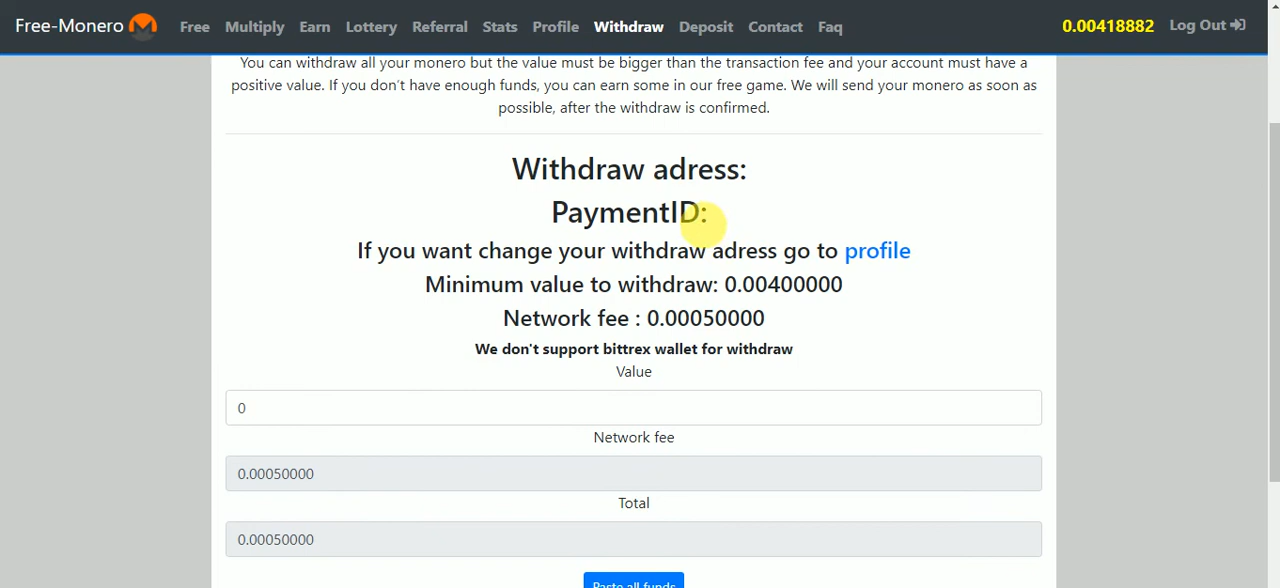 Free-Monero Free Multiply Earn Lottery Referral Stats Profile Withdraw Deposit Contact Faq 0.00418882 Log Out
You can withdraw all your monero but the value must be bigger than the transaction fee and your account must have a
positive value. If you don't have enough funds, you can earn some in our free game. We will send your monero as soon as
possible, after the withdraw is confirmed.
Withdraw adress:
PaymentID:
If you want change your withdraw adress go to profile
Minimum value to withdraw: 0.00400000
Network fee : 0.00050000
We don't support bittrex wallet for withdraw
Value
0
Network fee
0.00050000
Total
0.00050000
Paste all funds